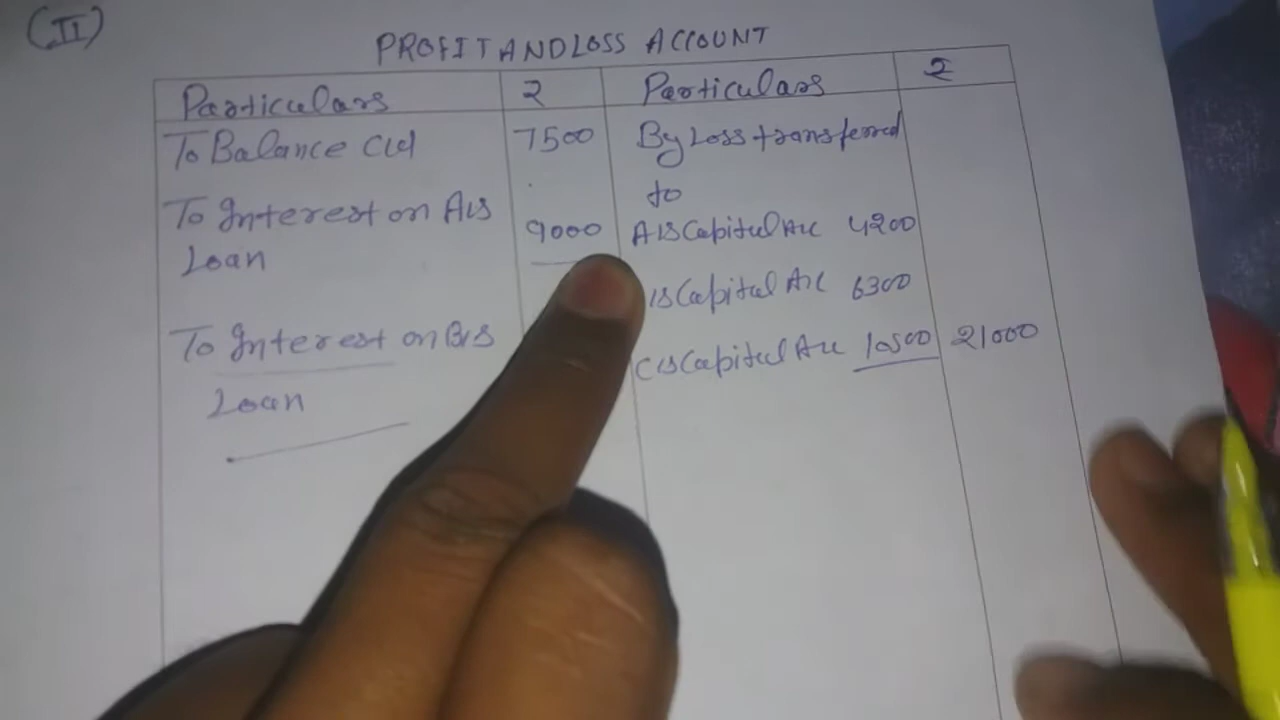 (II)
PROFIT AND LOSS ACCOUNT
Particulars ₹ Particulars ₹
To Balance c/d 7500 By Loss transferred
to
To Interest on A's 9000 A's Capital A/c 4200
Loan
's Capital A/c 6300
To Interest on B's C's Capital A/c 10500 21000
Loan